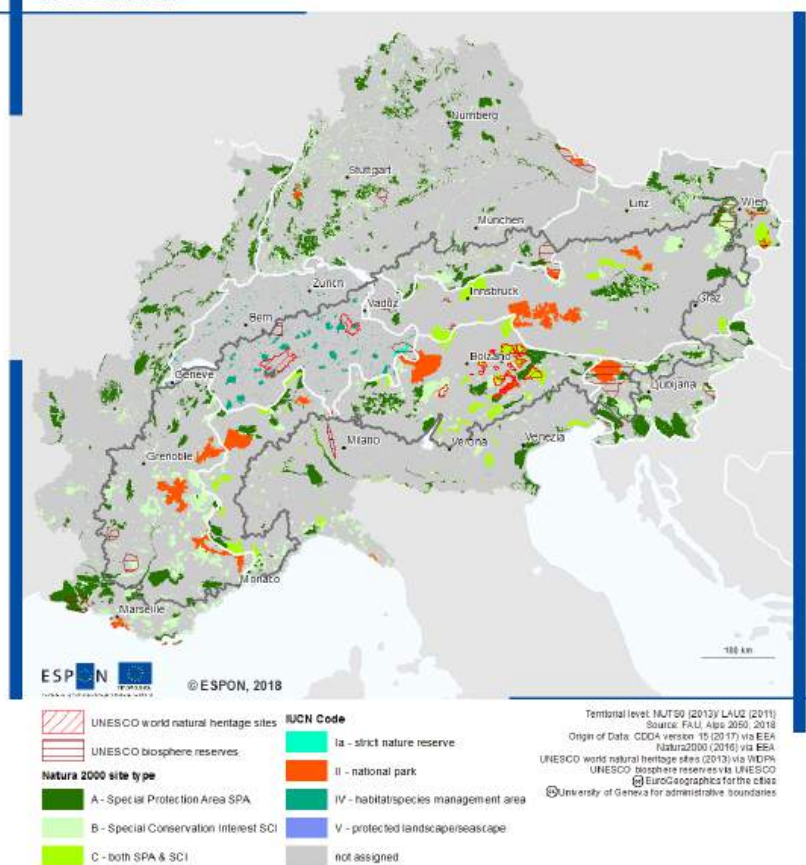 Nürnberg
Stuttgart
Linz
Wien
München
Zürich
Vaduz
Innsbruck
Bern
Graz
Bolzano
Genève
Ljubljana
Milano
Verona
Venezia
Grenoble
Monaco
Marseille
100 km
ESPON
© ESPON, 2018
UNESCO world natural heritage sites
UNESCO biosphere reserves
Natura 2000 site type
A - Special Protection Area SPA
B - Special Conservation Interest SCI
C - both SPA & SCI
IUCN Code
Ia - strict nature reserve
II - national park
IV - habitat/species management area
V - protected landscape/seascape
not assigned
Territorial level: NUTS0 (2013)/ LAU2 (2011)
Source: FAU, Alps 2050, 2018
Origin of Data: CDDA version 15 (2017) via EEA
Natura2000 (2016) via EEA
UNESCO world natural heritage sites (2013) via WDPA
UNESCO biosphere reserves via UNESCO
EuroGeographics for the cities
University of Geneva for administrative boundaries